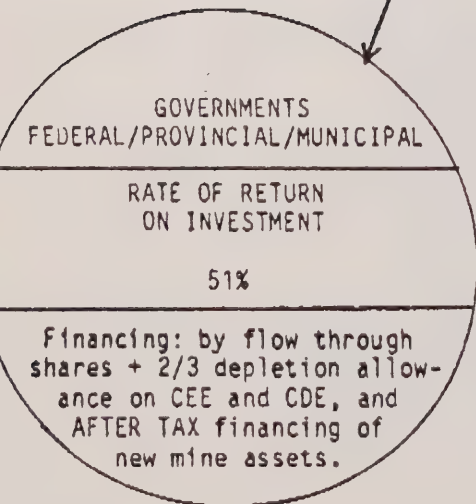 GOVERNMENTS
FEDERAL/PROVINCIAL/MUNICIPAL
RATE OF RETURN
ON INVESTMENT
51%
Financing: by flow through
shares + 2/3 depletion allow-
ance on CEE and CDE, and
AFTER TAX financing of
new mine assets.